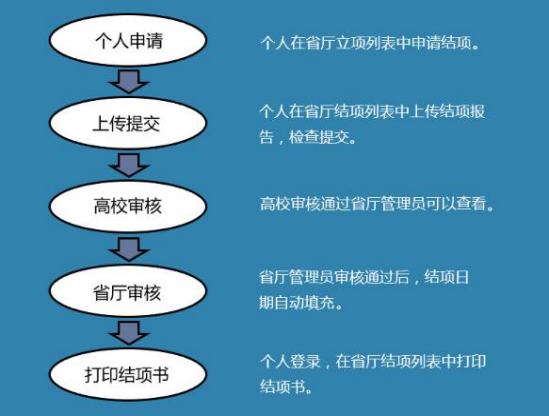 个人申请
个人在省厅立项列表中申请结项。
上传提交
个人在省厅结项列表中上传结项报
告，检查提交。
高校审核
高校审核通过省厅管理员可以查看。
省厅审核
省厅管理员审核通过后，结项日
期自动填充。
打印结项书
个人登录，在省厅结项列表中打印
结项书。